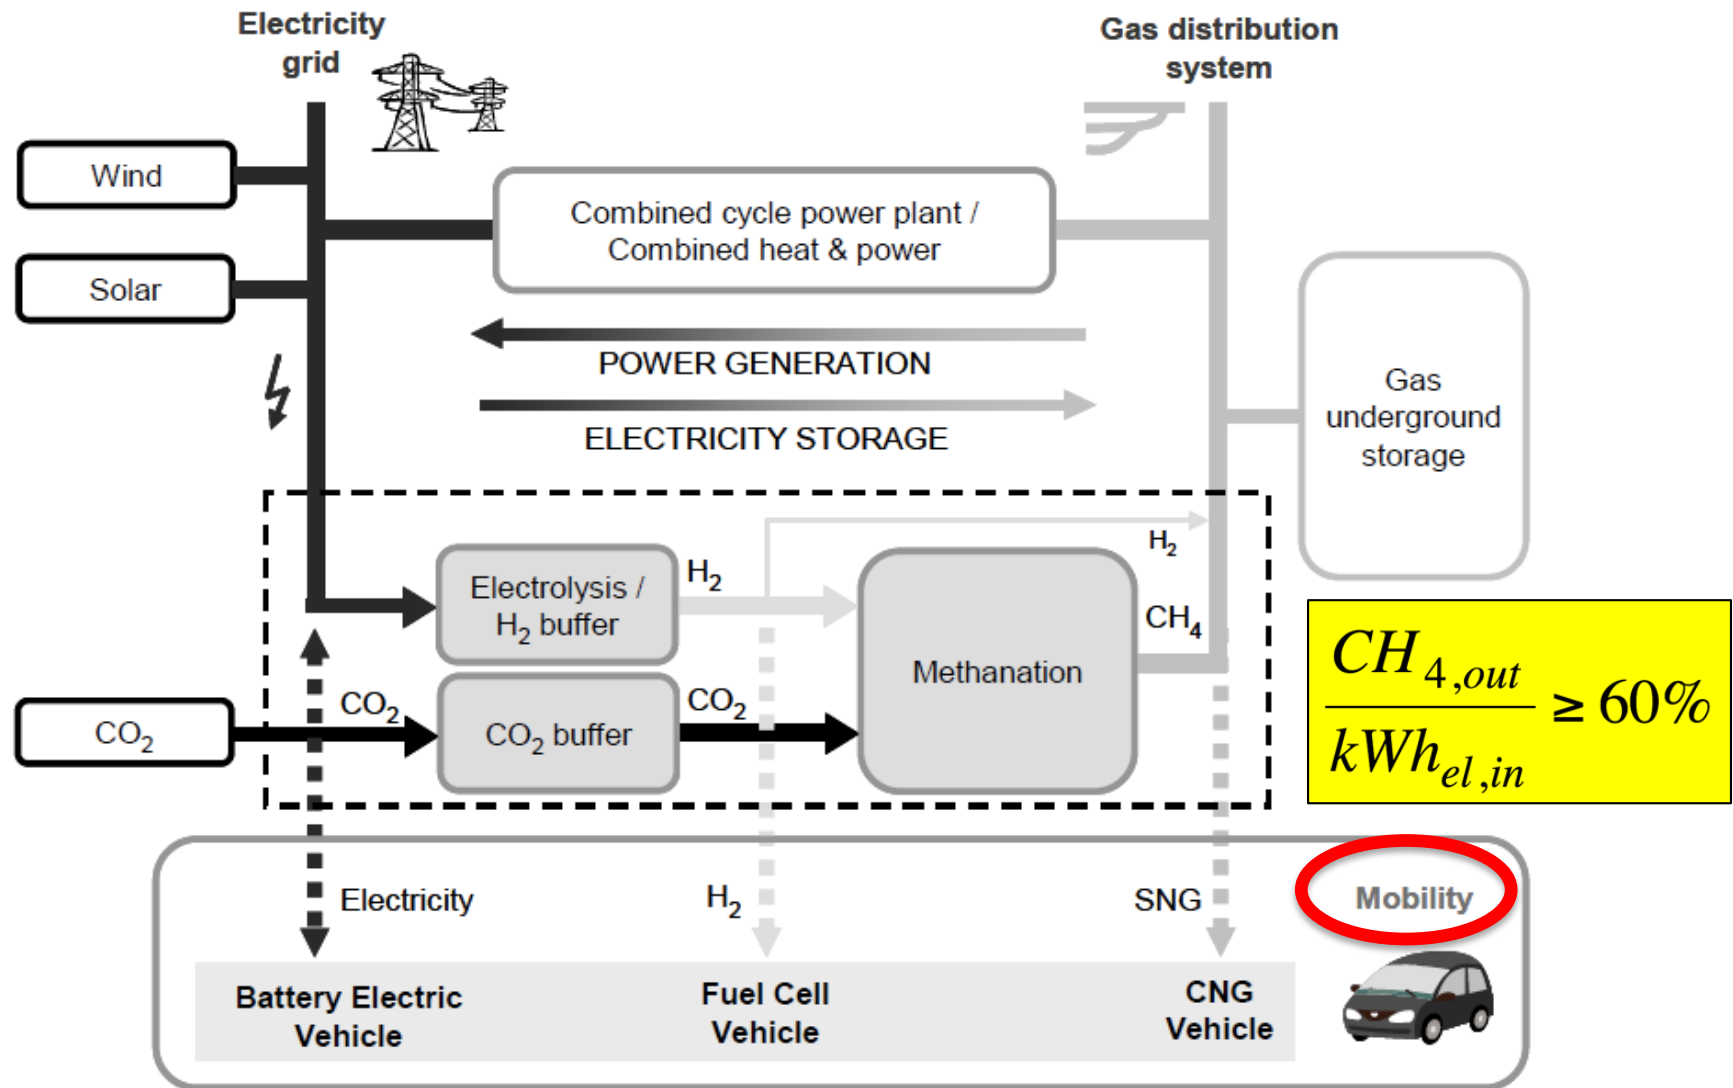 Electricity
grid
Gas distribution
system
Wind
Combined cycle power plant /
Combined heat & power
Solar
POWER GENERATION
ELECTRICITY STORAGE
Gas
underground
storage
Electrolysis /
H₂ buffer
H₂
H₂
CH₄
Methanation
CO₂
CO₂
CO₂ buffer
CO₂
CH₄,out
kWh el,in
≥ 60%
Electricity
H₂
SNG
Mobility
Battery Electric
Vehicle
Fuel Cell
Vehicle
CNG
Vehicle